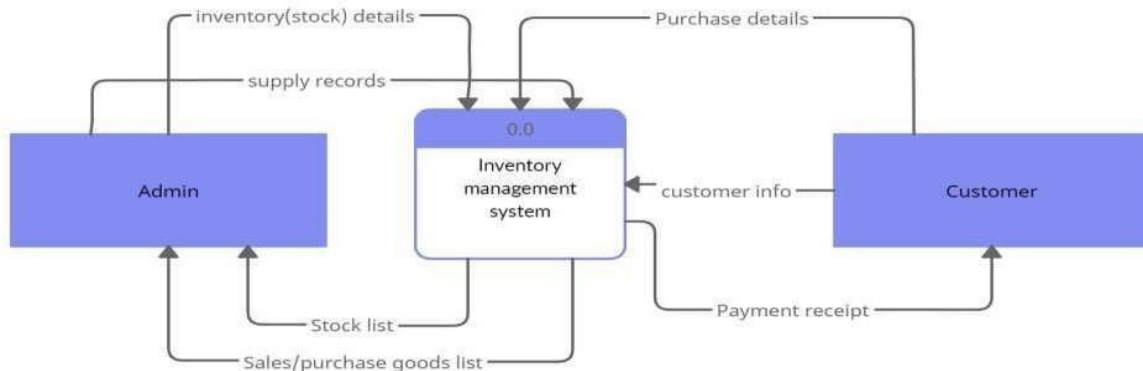 inventory(stock) details
Purchase details
supply records
0.0
Inventory
management
system
Admin
customer info
Customer
Payment receipt
Stock list
Sales/purchase goods list